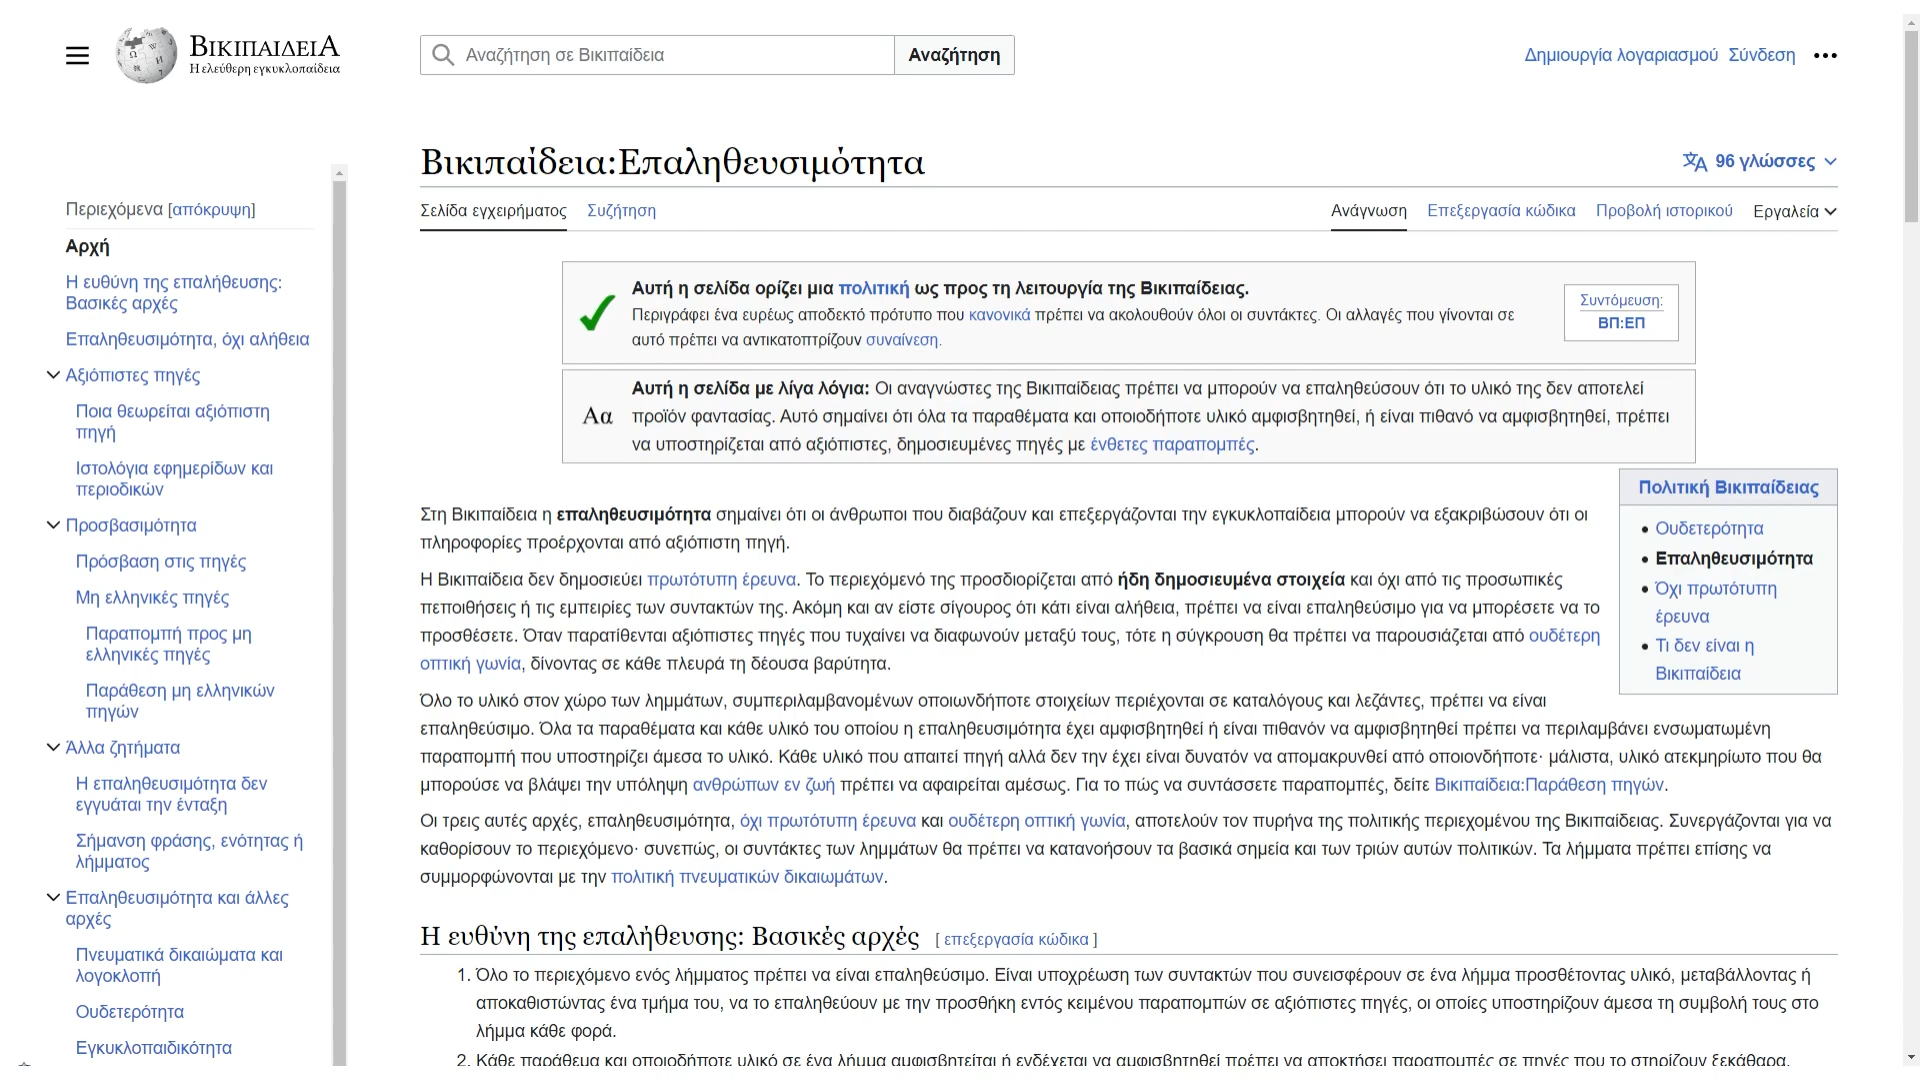 ΒΙΚΙΠΑΙΔΕΙΑ
Η ελεύθερη εγκυκλοπαίδεια
Αναζήτηση σε Βικιπαίδεια
Αναζήτηση
Δημιουργία λογαριασμού Σύνδεση
Περιεχόμενα [απόκρυψη]
Αρχή
Η ευθύνη της επαλήθευσης:
Βασικές αρχές
Επαληθευσιμότητα, όχι αλήθεια
Αξιόπιστες πηγές
Ποια θεωρείται αξιόπιστη
πηγή
Ιστολόγια εφημερίδων και
περιοδικών
Προσβασιμότητα
Πρόσβαση στις πηγές
Μη ελληνικές πηγές
Παραπομπή προς μη
ελληνικές πηγές
Παράθεση μη ελληνικών
πηγών
Άλλα ζητήματα
Η επαληθευσιμότητα δεν
εγγυάται την ένταξη
Σήμανση φράσης, ενότητας ή
λήμματος
Επαληθευσιμότητα και άλλες
αρχές
Πνευματικά δικαιώματα και
λογοκλοπή
Ουδετερότητα
Εγκυκλοπαιδικότητα
Βικιπαίδεια:Επαληθευσιμότητα
96 γλώσσες
Σελίδα εγχειρήματος Συζήτηση
Ανάγνωση Επεξεργασία κώδικα Προβολή ιστορικού Εργαλεία
Αυτή η σελίδα ορίζει μια πολιτική ως προς τη λειτουργία της Βικιπαίδειας.
Περιγράφει ένα ευρέως αποδεκτό πρότυπο που κανονικά πρέπει να ακολουθούν όλοι οι συντάκτες. Οι αλλαγές που γίνονται σε
αυτό πρέπει να αντικατοπτρίζουν συναίνεση.
Συντόμευση:
ΒΠ:ΕΠ
Αα
Αυτή η σελίδα με λίγα λόγια: Οι αναγνώστες της Βικιπαίδειας πρέπει να μπορούν να επαληθεύσουν ότι το υλικό της δεν αποτελεί
προϊόν φαντασίας. Αυτό σημαίνει ότι όλα τα παραθέματα και οποιοδήποτε υλικό αμφισβητηθεί, ή είναι πιθανό να αμφισβητηθεί, πρέπει
να υποστηρίζεται από αξιόπιστες, δημοσιευμένες πηγές με ένθετες παραπομπές.
Πολιτική Βικιπαίδειας
Ουδετερότητα
Επαληθευσιμότητα
Όχι πρωτότυπη
έρευνα
Τι δεν είναι η
Βικιπαίδεια
Στη Βικιπαίδεια η επαληθευσιμότητα σημαίνει ότι οι άνθρωποι που διαβάζουν και επεξεργάζονται την εγκυκλοπαίδεια μπορούν να εξακριβώσουν ότι οι
πληροφορίες προέρχονται από αξιόπιστη πηγή.
Η Βικιπαίδεια δεν δημοσιεύει πρωτότυπη έρευνα. Το περιεχόμενό της προσδιορίζεται από ήδη δημοσιευμένα στοιχεία και όχι από τις προσωπικές
πεποιθήσεις ή τις εμπειρίες των συντακτών της. Ακόμη και αν είστε σίγουρος ότι κάτι είναι αλήθεια, πρέπει να είναι επαληθεύσιμο για να μπορέσετε να το
προσθέσετε. Όταν παρατίθενται αξιόπιστες πηγές που τυχαίνει να διαφωνούν μεταξύ τους, τότε η σύγκρουση θα πρέπει να παρουσιάζεται από ουδέτερη
οπτική γωνία, δίνοντας σε κάθε πλευρά τη δέουσα βαρύτητα.
Όλο το υλικό στον χώρο των λημμάτων, συμπεριλαμβανομένων οποιωνδήποτε στοιχείων περιέχονται σε καταλόγους και λεζάντες, πρέπει να είναι
επαληθεύσιμο. Όλα τα παραθέματα και κάθε υλικό του οποίου η επαληθευσιμότητα έχει αμφισβητηθεί ή είναι πιθανόν να αμφισβητηθεί πρέπει να περιλαμβάνει ενσωματωμένη
παραπομπή που υποστηρίζει άμεσα το υλικό. Κάθε υλικό που απαιτεί πηγή αλλά δεν την έχει είναι δυνατόν να απομακρυνθεί από οποιονδήποτε· μάλιστα, υλικό ατεκμηρίωτο που θα
μπορούσε να βλάψει την υπόληψη ανθρώπων εν ζωή πρέπει να αφαιρείται αμέσως. Για το πώς να συντάσσετε παραπομπές, δείτε Βικιπαίδεια:Παράθεση πηγών.
Οι τρεις αυτές αρχές, επαληθευσιμότητα, όχι πρωτότυπη έρευνα και ουδέτερη οπτική γωνία, αποτελούν τον πυρήνα της πολιτικής περιεχομένου της Βικιπαίδειας. Συνεργάζονται για να
καθορίσουν το περιεχόμενο· συνεπώς, οι συντάκτες των λημμάτων θα πρέπει να κατανοήσουν τα βασικά σημεία και των τριών αυτών πολιτικών. Τα λήμματα πρέπει επίσης να
συμμορφώνονται με την πολιτική πνευματικών δικαιωμάτων.
Η ευθύνη της επαλήθευσης: Βασικές αρχές [ επεξεργασία κώδικα ]
1. Όλο το περιεχόμενο ενός λήμματος πρέπει να είναι επαληθεύσιμο. Είναι υποχρέωση των συντακτών που συνεισφέρουν σε ένα λήμμα προσθέτοντας υλικό, μεταβάλλοντας ή
αποκαθιστώντας ένα τμήμα του, να το επαληθεύουν με την προσθήκη εντός κειμένου παραπομπών σε αξιόπιστες πηγές, οι οποίες υποστηρίζουν άμεσα τη συμβολή τους στο
λήμμα κάθε φορά.
2. Κάθε παράθεμα και οποιοδήποτε υλικό σε ένα λήμμα αμφισβητείται ή ενδέχεται να αμφισβητηθεί πρέπει να αποκτήσει παραπομπές σε πηγές που το στηρίζουν ξεκάθαρα.